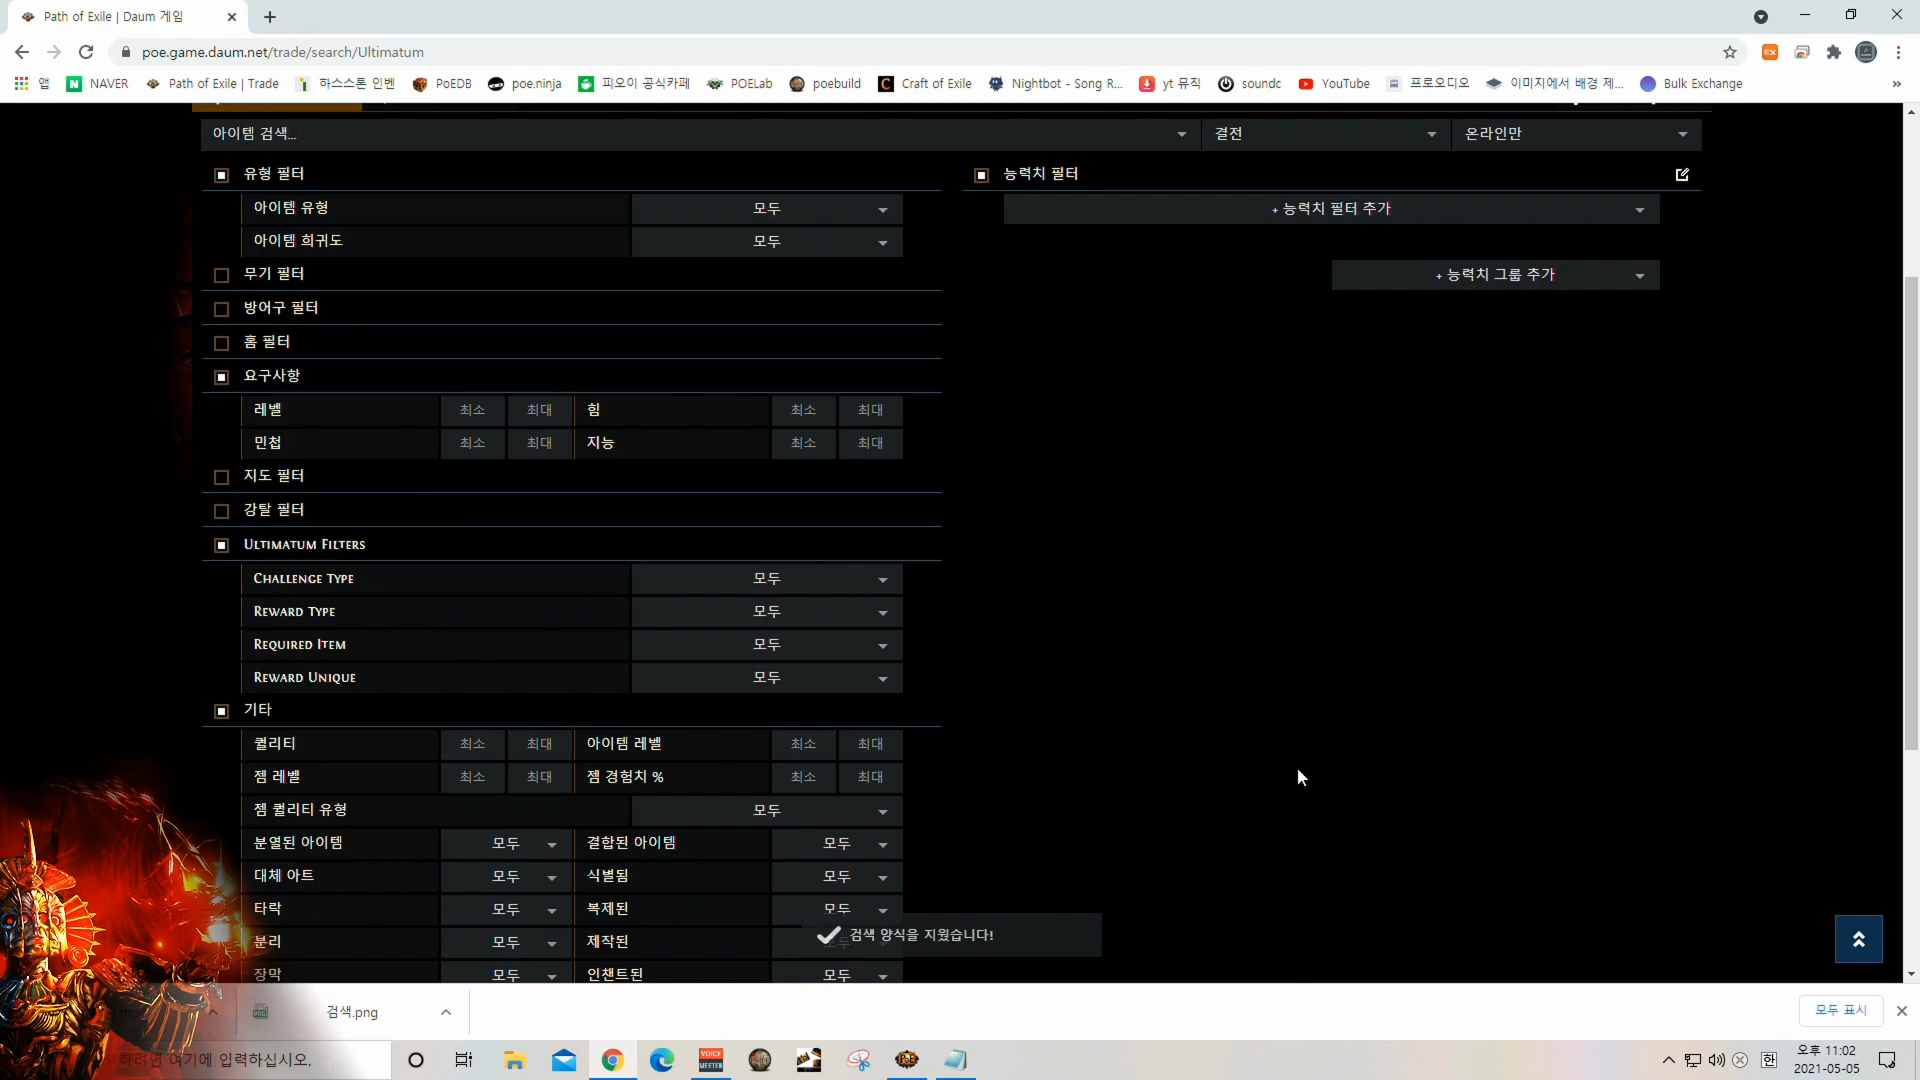 Path of Exile | Daum 게임
poe.game.daum.net/trade/search/Ultimatum
앱 NAVER Path of Exile | Trade 하스스톤 인벤 PoEDB poe.ninja 피오이 공식카페 POELab poebuild Craft of Exile Nightbot - Song R... yt 뮤직 soundc YouTube 프로오디오 이미지에서 배경 제... Bulk Exchange »
아이템 검색... 결전 온라인만
유형 필터 능력치 필터
아이템 유형 모두 + 능력치 필터 추가
아이템 희귀도 모두
무기 필터 + 능력치 그룹 추가
방어구 필터
홈 필터
요구사항
레벨 최소 최대 힘 최소 최대
민첩 최소 최대 지능 최소 최대
지도 필터
강탈 필터
ULTIMATUM FILTERS
CHALLENGE TYPE 모두
REWARD TYPE 모두
REQUIRED ITEM 모두
REWARD UNIQUE 모두
기타
퀄리티 최소 최대 아이템 레벨 최소 최대
젬 레벨 최소 최대 젬 경험치 % 최소 최대
젬 퀄리티 유형 모두
분열된 아이템 모두 결합된 아이템 모두
대체 아트 모두 식별됨 모두
타락 모두 복제된 모두
분리 모두 제작된 모두
검색 양식을 지웠습니다!
장막 모두 인챈트된 모두
검색.png 모두 표시
하려면 여기에 입력하십시오.
VOICE MEETER
PoE
한
오후 11:02
2021-05-05